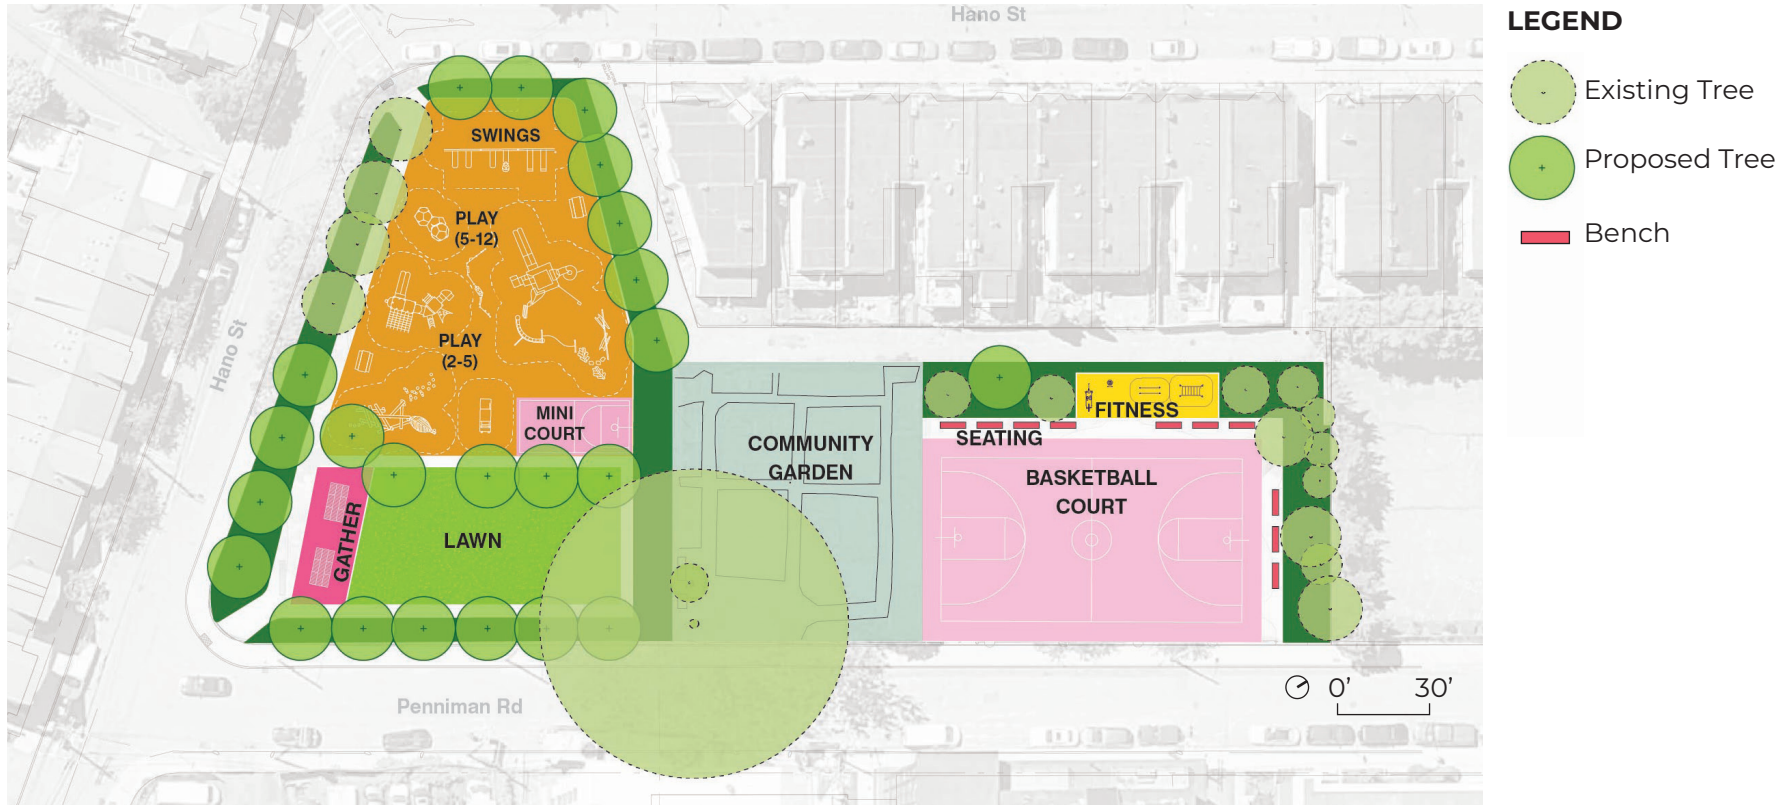 Hano St
LEGEND
Existing Tree
Proposed Tree
Bench
SWINGS
PLAY
(5-12)
Hano St
PLAY
(2-5)
MINI
COURT
COMMUNITY
GARDEN
FITNESS
SEATING
BASKETBALL
COURT
GATHER
LAWN
Penniman Rd
0' 30'